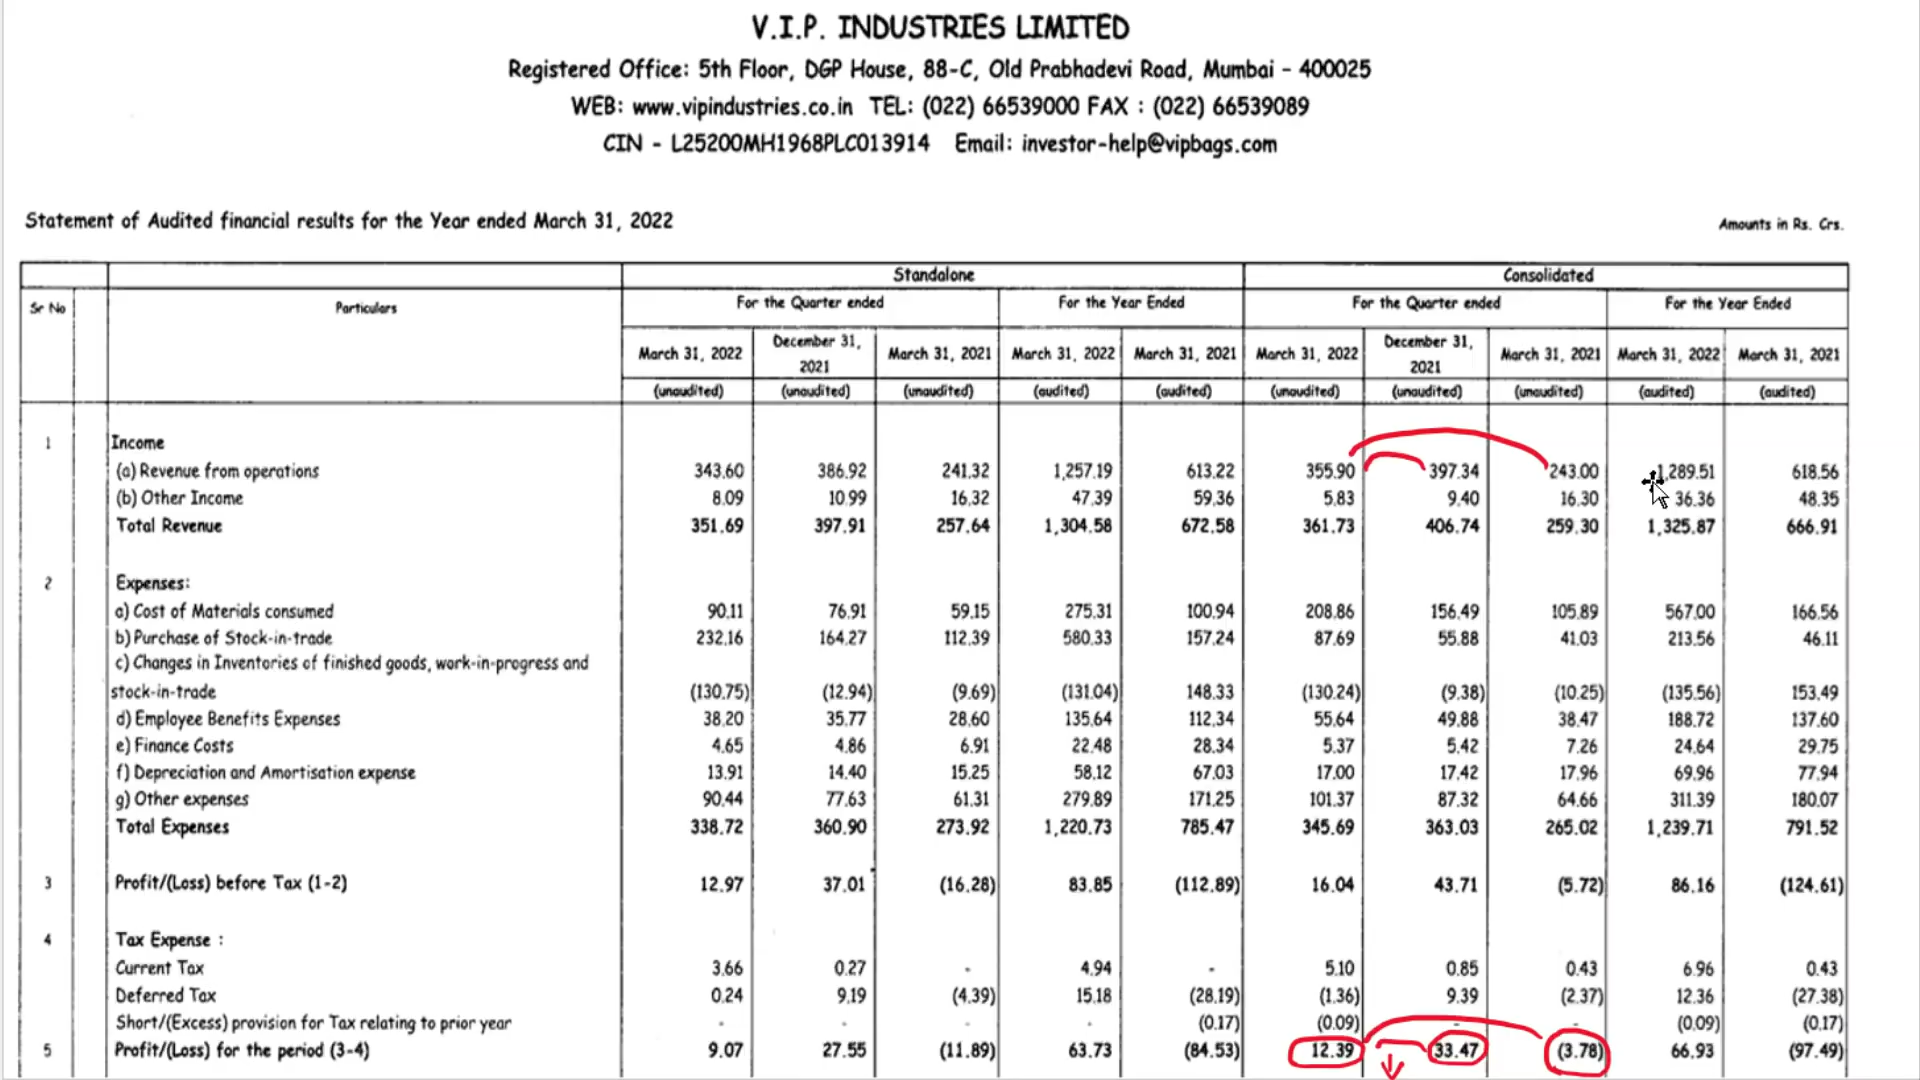 V.I.P. INDUSTRIES LIMITED
Registered Office: 5th Floor, DGP House, 88-C, Old Prabhadevi Road, Mumbai - 400025
WEB: www.vipindustries.co.in TEL: (022) 66539000 FAX : (022) 66539089
CIN - L25200MH1968PLC013914 Email: investor-help@vipbags.com
Statement of Audited financial results for the Year ended March 31, 2022 Amounts in Rs. Crs.
Standalone Consolidated
Sr No Particulars For the Quarter ended For the Year Ended For the Quarter ended For the Year Ended
March 31, 2022 December 31, 2021 March 31, 2021 March 31, 2022 March 31, 2021 March 31, 2022 December 31, 2021 March 31, 2021 March 31, 2022 March 31, 2021
(unaudited) (unaudited) (unaudited) (audited) (audited) (unaudited) (unaudited) (unaudited) (audited) (audited)
1 Income
(a) Revenue from operations 343.60 386.92 241.32 1,257.19 613.22 355.90 397.34 243.00 1,289.51 618.56
(b) Other Income 8.09 10.99 16.32 47.39 59.36 5.83 9.40 16.30 36.36 48.35
Total Revenue 351.69 397.91 257.64 1,304.58 672.58 361.73 406.74 259.30 1,325.87 666.91
2 Expenses:
a) Cost of Materials consumed 90.11 76.91 59.15 275.31 100.94 208.86 156.49 105.89 567.00 166.56
b) Purchase of Stock-in-trade 232.16 164.27 112.39 580.33 157.24 87.69 55.88 41.03 213.56 46.11
c) Changes in Inventories of finished goods, work-in-progress and
stock-in-trade (130.75) (12.94) (9.69) (131.04) 148.33 (130.24) (9.38) (10.25) (135.56) 153.49
d) Employee Benefits Expenses 38.20 35.77 28.60 135.64 112.34 55.64 49.88 38.47 188.72 137.60
e) Finance Costs 4.65 4.86 6.91 22.48 28.34 5.37 5.42 7.26 24.64 29.75
f) Depreciation and Amortisation expense 13.91 14.40 15.25 58.12 67.03 17.00 17.42 17.96 69.96 77.94
g) Other expenses 90.44 77.63 61.31 279.89 171.25 101.37 87.32 64.66 311.39 180.07
Total Expenses 338.72 360.90 273.92 1,220.73 785.47 345.69 363.03 265.02 1,239.71 791.52
3 Profit/(Loss) before Tax (1-2) 12.97 37.01 (16.28) 83.85 (112.89) 16.04 43.71 (5.72) 86.16 (124.61)
4 Tax Expense :
Current Tax 3.66 0.27 - 4.94 - 5.10 0.85 0.43 6.96 0.43
Deferred Tax 0.24 9.19 (4.39) 15.18 (28.19) (1.36) 9.39 (2.37) 12.36 (27.38)
Short/(Excess) provision for Tax relating to prior year - - - - (0.17) (0.09) - - (0.09) (0.17)
5 Profit/(Loss) for the period (3-4) 9.07 27.55 (11.89) 63.73 (84.53) 12.39 33.47 (3.78) 66.93 (97.49)